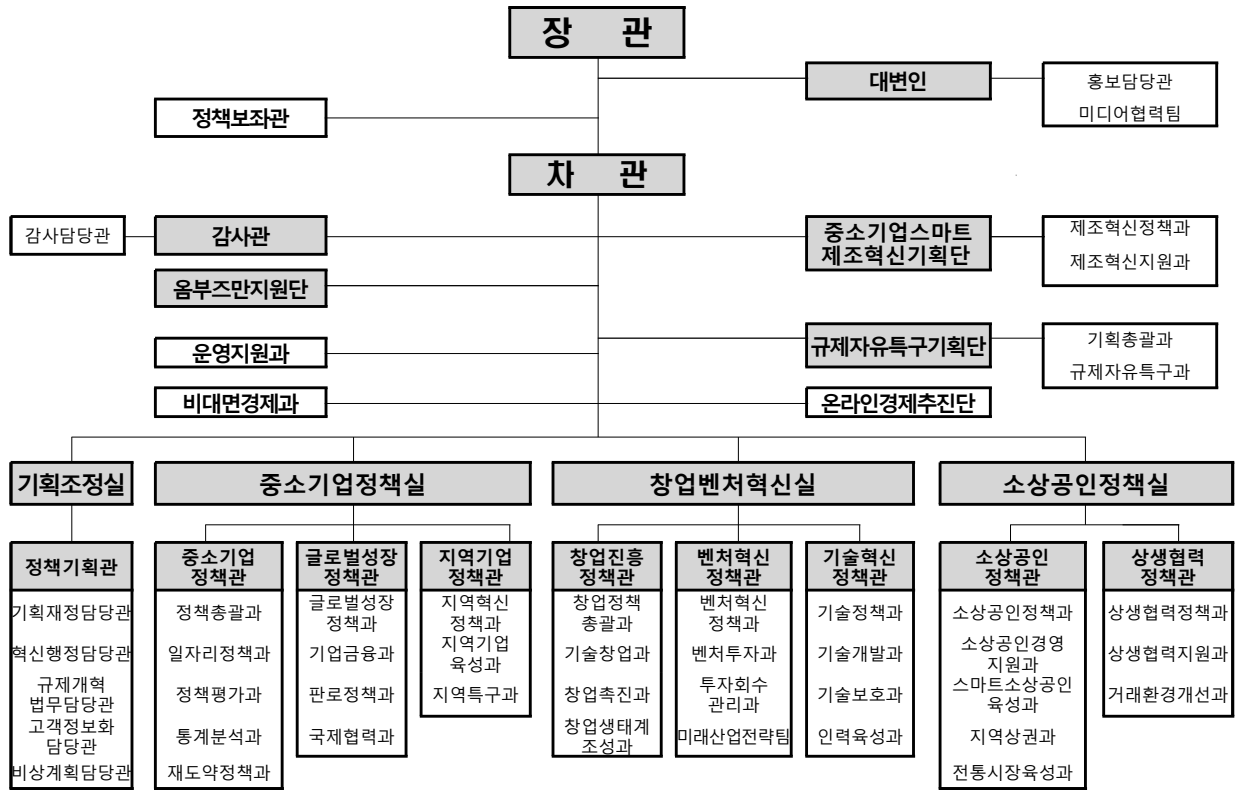 장 관
대변인
홍보담당관
미디어협력팀
정책보좌관
차 관
감사담당관
감사관
중소기업스마트
제조혁신기획단
제조혁신정책과
제조혁신지원과
옴부즈만지원단
운영지원과
규제자유특구기획단
기획총괄과
규제자유특구과
비대면경제과
온라인경제추진단
기획조정실
중소기업정책실
창업벤처혁신실
소상공인정책실
정책기획관
기획재정담당관
혁신행정담당관
규제개혁
법무담당관
고객정보화
담당관
비상계획담당관
중소기업
정책관
정책총괄과
일자리정책과
정책평가과
통계분석과
재도약정책과
글로벌성장
정책관
글로벌성장
정책과
기업금융과
판로정책과
국제협력과
지역기업
정책관
지역혁신
정책과
지역기업
육성과
지역특구과
창업진흥
정책관
창업정책
총괄과
기술창업과
창업촉진과
창업생태계
조성과
벤처혁신
정책관
벤처혁신
정책과
벤처투자과
투자회수
관리과
미래산업전략팀
기술혁신
정책관
기술정책과
기술개발과
기술보호과
인력육성과
소상공인
정책관
소상공인정책과
소상공인경영
지원과
스마트소상공인
육성과
지역상권과
전통시장육성과
상생협력
정책관
상생협력정책과
상생협력지원과
거래환경개선과